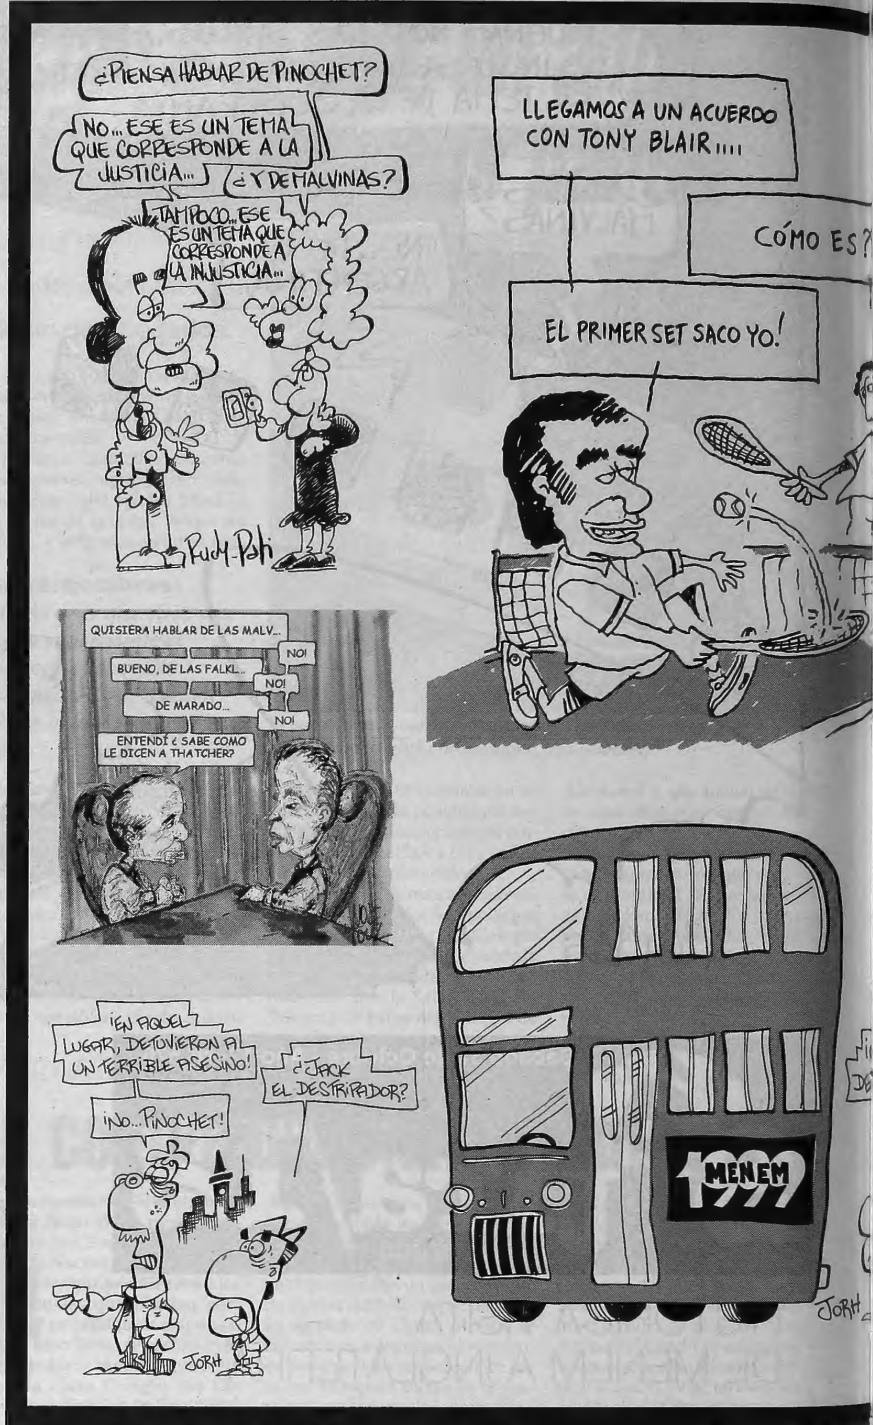 ¿PIENSA HABLAR DE PINOCHET?
NO... ESE ES UN TEMA
QUE CORRESPONDE A LA
JUSTICIA...
¿Y DE MALVINAS?
TAMPOCO... ESE
ES UN TEMA QUE
CORRESPONDE A
LA INJUSTICIA...
Rudy-Pati
LLEGAMOS A UN ACUERDO
CON TONY BLAIR....
CÓMO ES?
EL PRIMER SET SACO YO!
QUISIERA HABLAR DE LAS MALV...
NO!
BUENO, DE LAS FALKL...
NO!
DE MARADO...
NO!
ENTENDÍ ¿ SABE COMO
LE DICEN A THATCHER?
¡EN AQUEL
LUGAR, DETUVIERON A
UN TERRIBLE ASESINO!
¿JACK
EL DESTRIPADOR?
¡NO... PINOCHET!
JORH
1999
MENEM
JORH